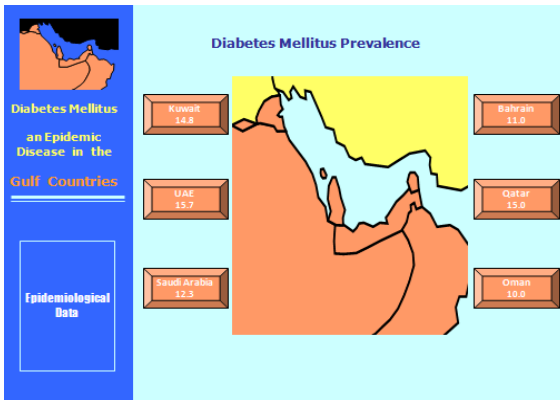 Diabetes Mellitus Prevalence
Diabetes Mellitus
an Epidemic
Disease in the
Gulf Countries
Epidemiological
Data
Kuwait
14.8
UAE
15.7
Saudi Arabia
12.3
Bahrain
11.0
Qatar
15.0
Oman
10.0